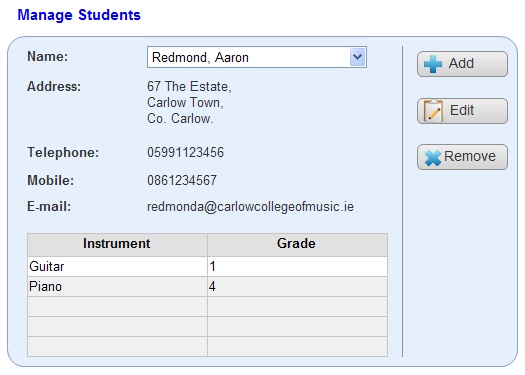 Manage Students
Name: Redmond, Aaron
Address: 67 The Estate,
Carlow Town,
Co. Carlow.
Telephone: 05991123456
Mobile: 0861234567
E-mail: redmonda@carlowcollegeofmusic.ie
Instrument Grade
Guitar 1
Piano 4
Add
Edit
Remove